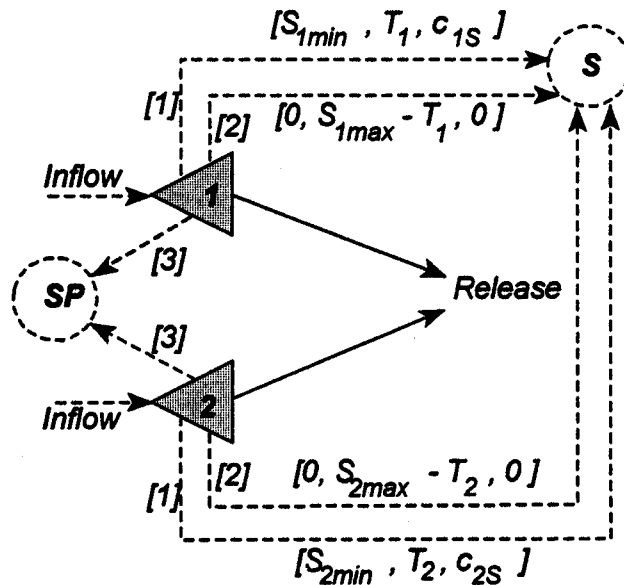 [S1min , T1, c1S ]
S
[1]
[2]
[0, S1max - T1, 0 ]
Inflow
1
[3]
SP
Release
[3]
Inflow
2
[1]
[2]
[0, S2max - T2 , 0 ]
[S2min , T2, c2S ]